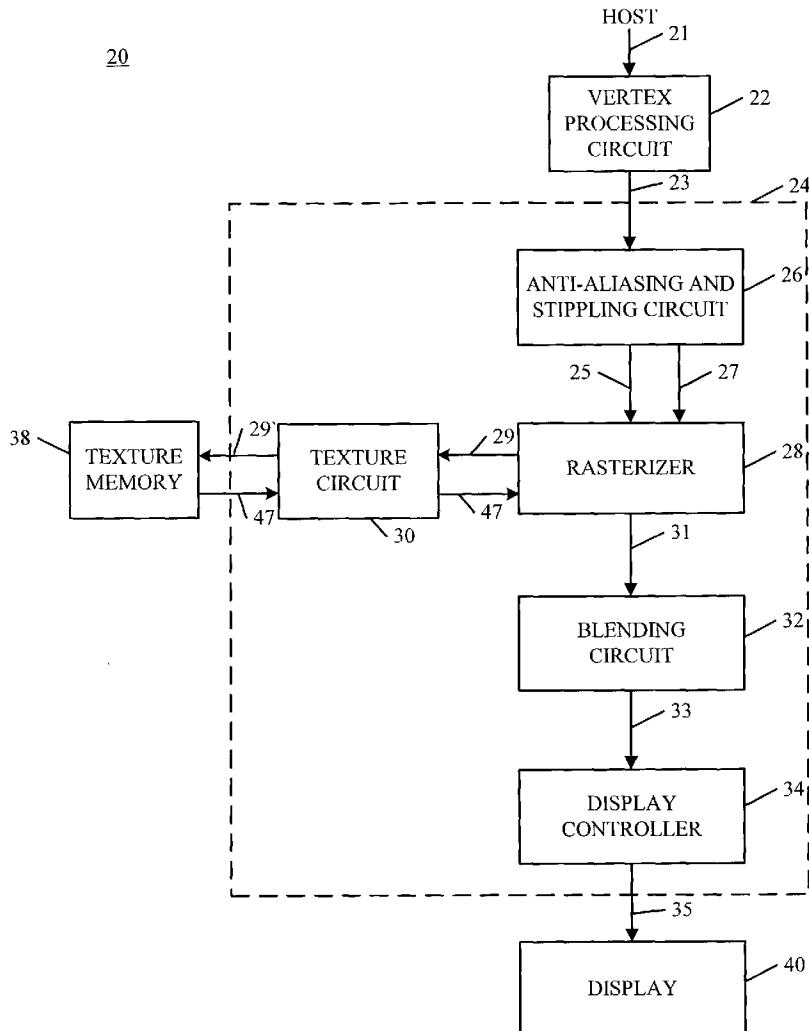 HOST
21
20
VERTEX
PROCESSING
CIRCUIT
22
23
24
ANTI-ALIASING AND
STIPPLING CIRCUIT
26
25
27
38
TEXTURE
MEMORY
29`
47
TEXTURE
CIRCUIT
30
29
47
RASTERIZER
28
31
BLENDING
CIRCUIT
32
33
DISPLAY
CONTROLLER
34
35
DISPLAY
40